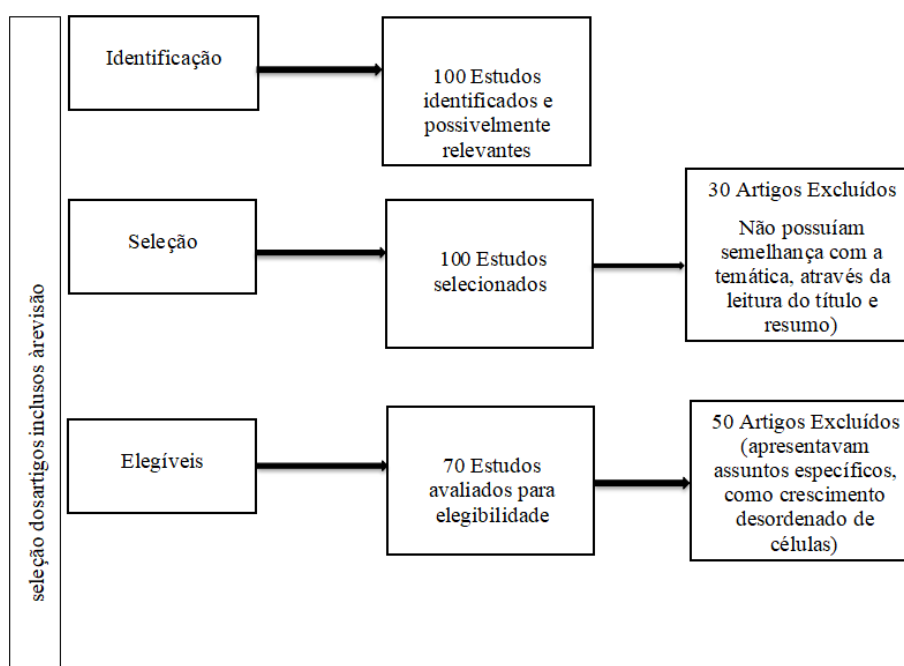 seleção dosartigos inclusos àrevisão
Identificação
100 Estudos
identificados e
possivelmente
relevantes
Seleção
100 Estudos
selecionados
30 Artigos Excluídos
Não possuíam
semelhança com a
temática, através da
leitura do título e
resumo)
Elegíveis
70 Estudos
avaliados para
elegibilidade
50 Artigos Excluídos
(apresentavam
assuntos específicos,
como crescimento
desordenado de
células)